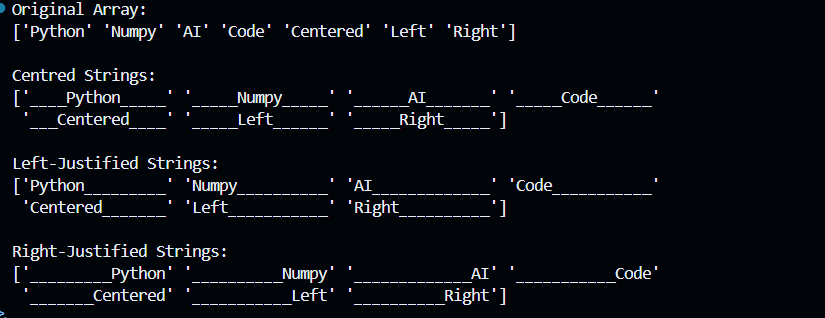 Original Array:
['Python' 'Numpy' 'AI' 'Code' 'Centered' 'Left' 'Right']
Centred Strings:
['____Python_____' '_____Numpy_____' '______AI_______' '_____Code______'
'___Centered____' '_____Left______' '_____Right_____']
Left-Justified Strings:
['Python_________' 'Numpy__________' 'AI_____________' 'Code___________'
'Centered_______' 'Left___________' 'Right__________']
Right-Justified Strings:
['_________Python' '__________Numpy' '_____________AI' '___________Code'
'_______Centered' '___________Left' '__________Right']